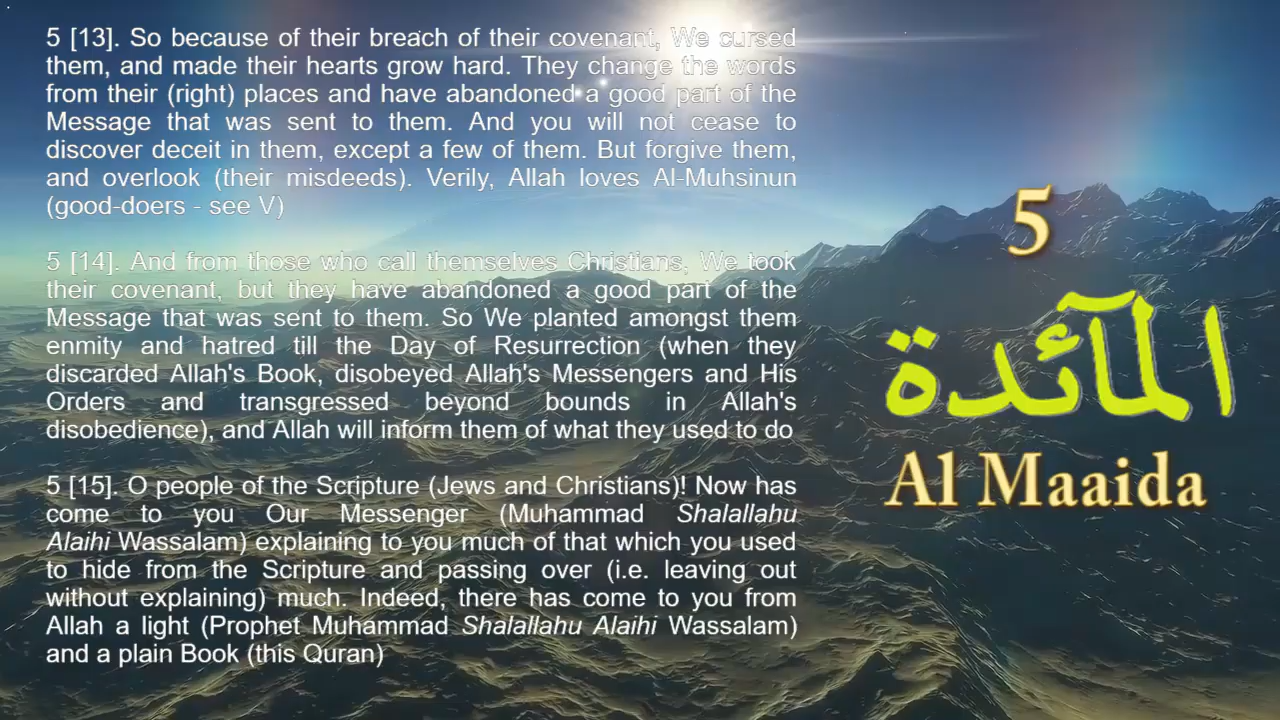 5 [13]. So because of their breach of their covenant, We cursed
them, and made their hearts grow hard. They change the words
from their (right) places and have abandoned a good part of the
Message that was sent to them. And you will not cease to
discover deceit in them, except a few of them. But forgive them,
and overlook (their misdeeds). Verily, Allah loves Al-Muhsinun
(good-doers - see V)
5 [14]. And from those who call themselves Christians, We took
their covenant, but they have abandoned a good part of the
Message that was sent to them. So We planted amongst them
enmity and hatred till the Day of Resurrection (when they
discarded Allah's Book, disobeyed Allah's Messengers and His
Orders and transgressed beyond bounds in Allah's
disobedience), and Allah will inform them of what they used to do
5 [15]. O people of the Scripture (Jews and Christians)! Now has
come to you Our Messenger (Muhammad Shalallahu
Alaihi Wassalam) explaining to you much of that which you used
to hide from the Scripture and passing over (i.e. leaving out
without explaining) much. Indeed, there has come to you from
Allah a light (Prophet Muhammad Shalallahu Alaihi Wassalam)
and a plain Book (this Quran)
5
المآئدة
Al Maaida